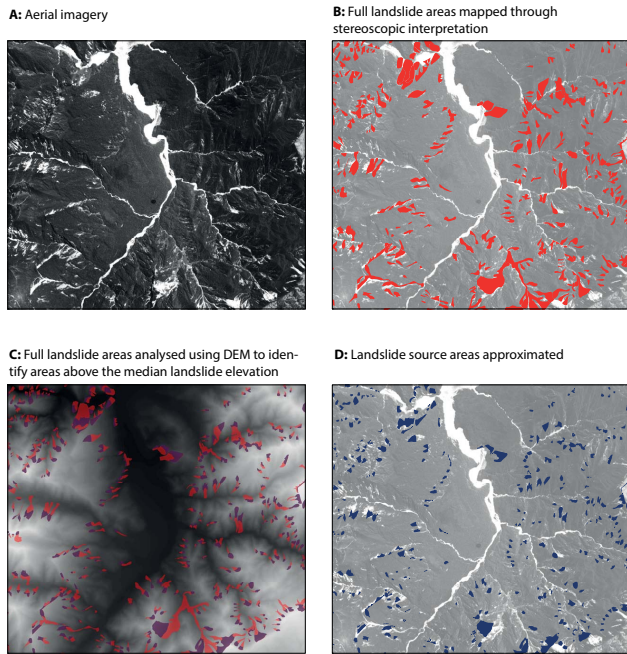 A: Aerial imagery
B: Full landslide areas mapped through
stereoscopic interpretation
C: Full landslide areas analysed using DEM to iden-
tify areas above the median landslide elevation
D: Landslide source areas approximated